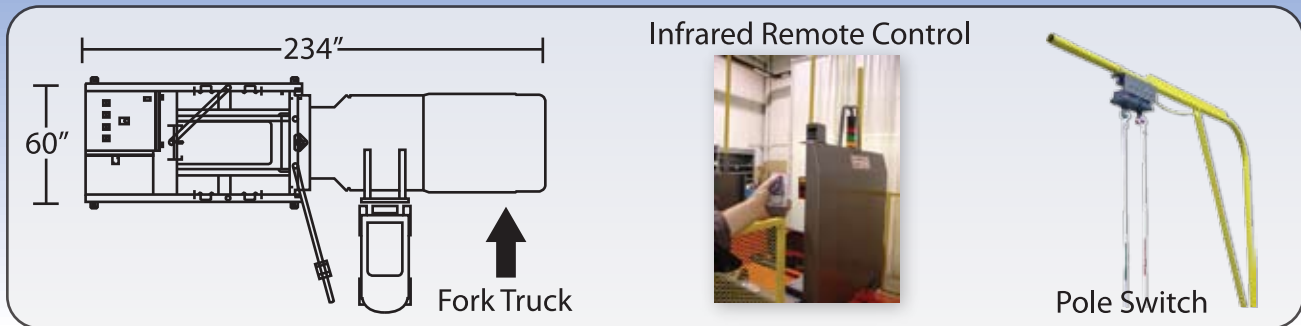 234”
60”
Fork Truck
Infrared Remote Control
Pole Switch